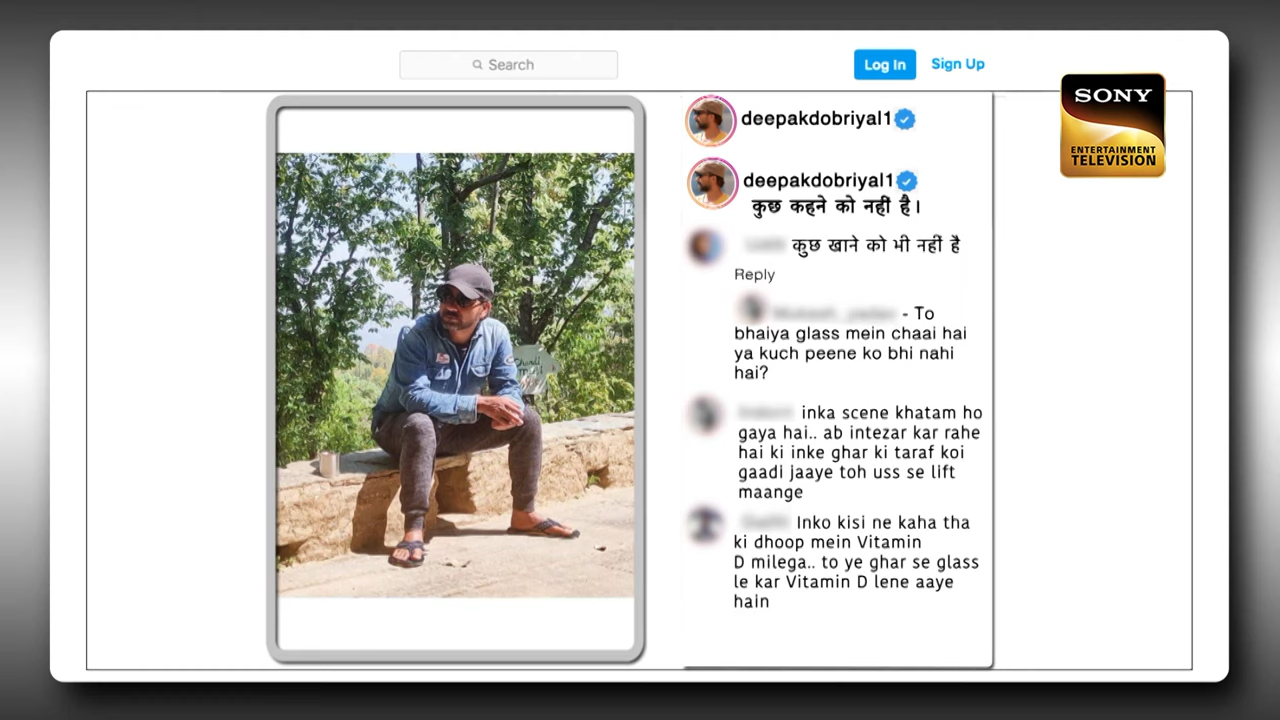 Search
Log In
Sign Up
SONY
ENTERTAINMENT
TELEVISION
deepakdobriyal1
deepakdobriyal1
कुछ कहने को नहीं है।
कुछ खाने को भी नहीं है
Reply
- To
bhaiya glass mein chaai hai
ya kuch peene ko bhi nahi
hai?
inka scene khatam ho
gaya hai.. ab intezar kar rahe
hai ki inke ghar ki taraf koi
gaadi jaaye toh uss se lift
maange
Inko kisi ne kaha tha
ki dhoop mein Vitamin
D milega.. to ye ghar se glass
le kar Vitamin D lene aaye
hain